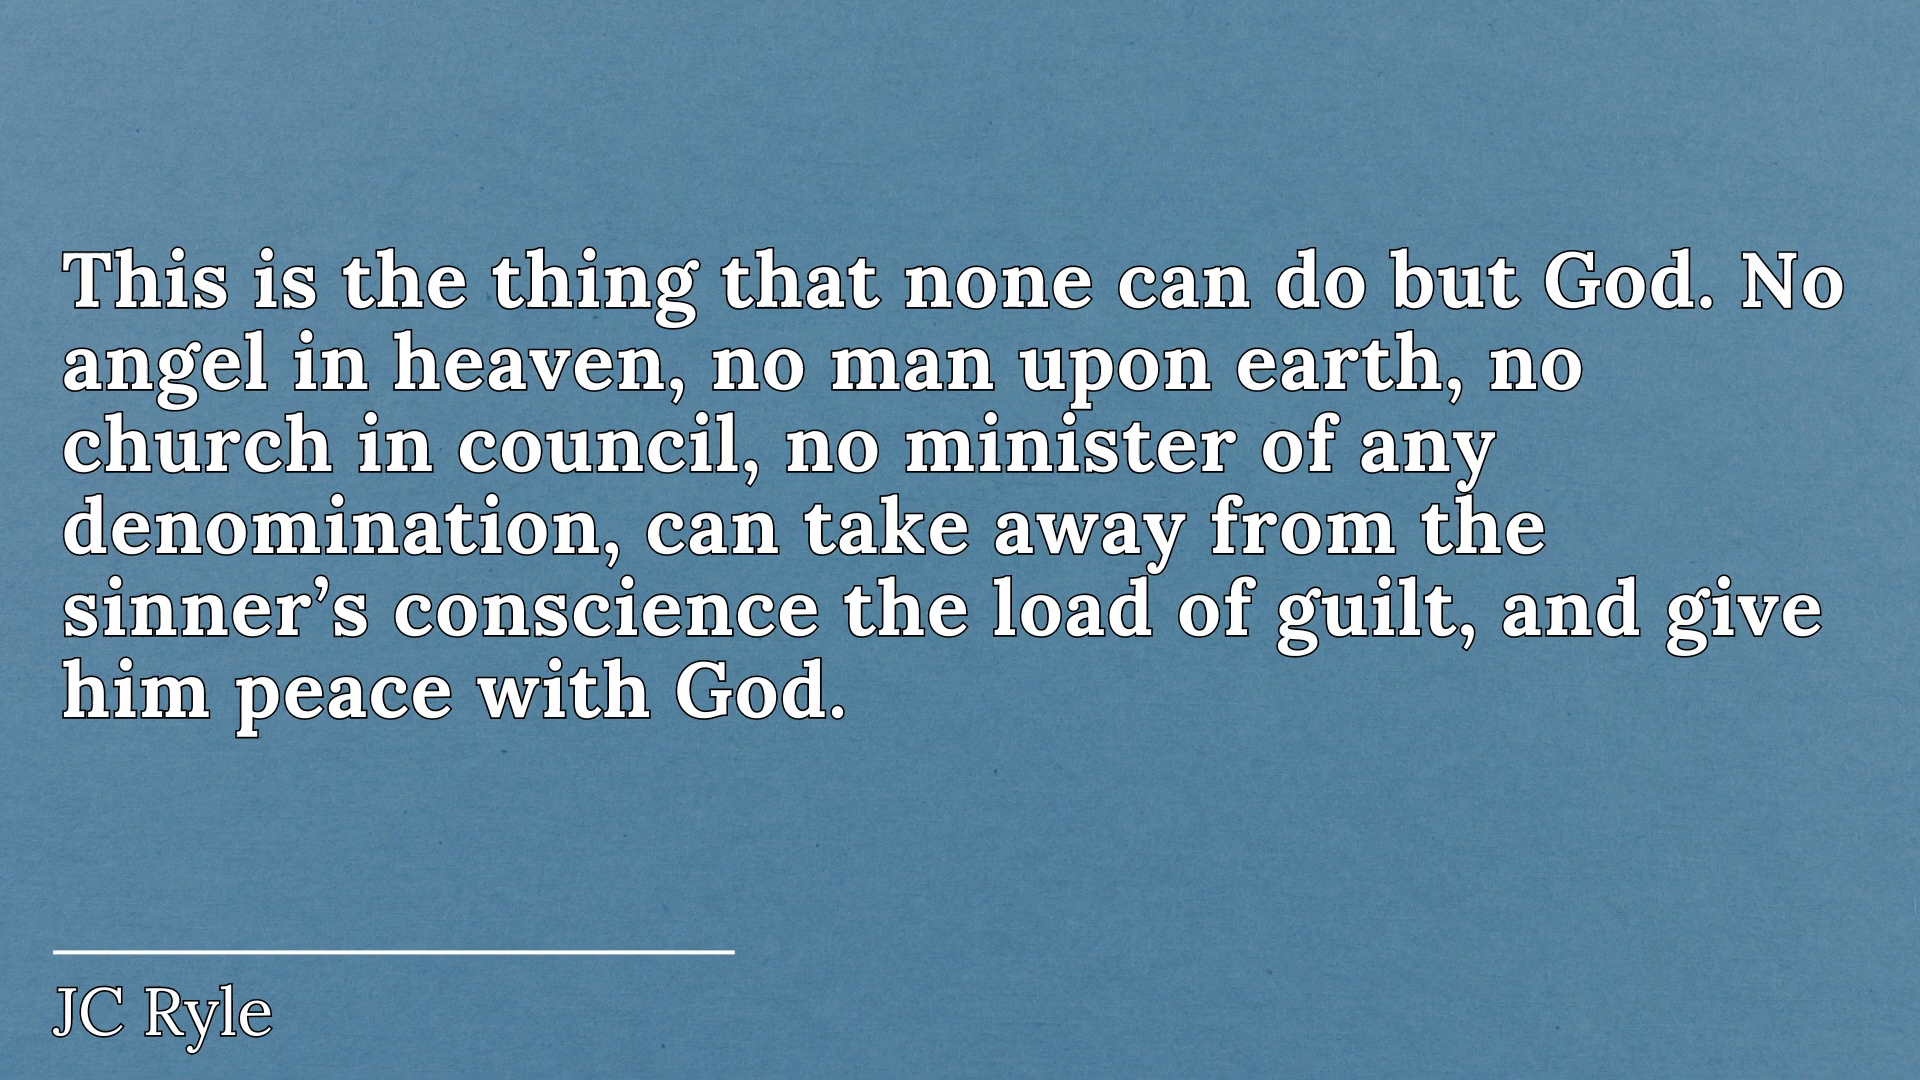 This is the thing that none can do but God. No
angel in heaven, no man upon earth, no
church in council, no minister of any
denomination, can take away from the
sinner’s conscience the load of guilt, and give
him peace with God.
JC Ryle